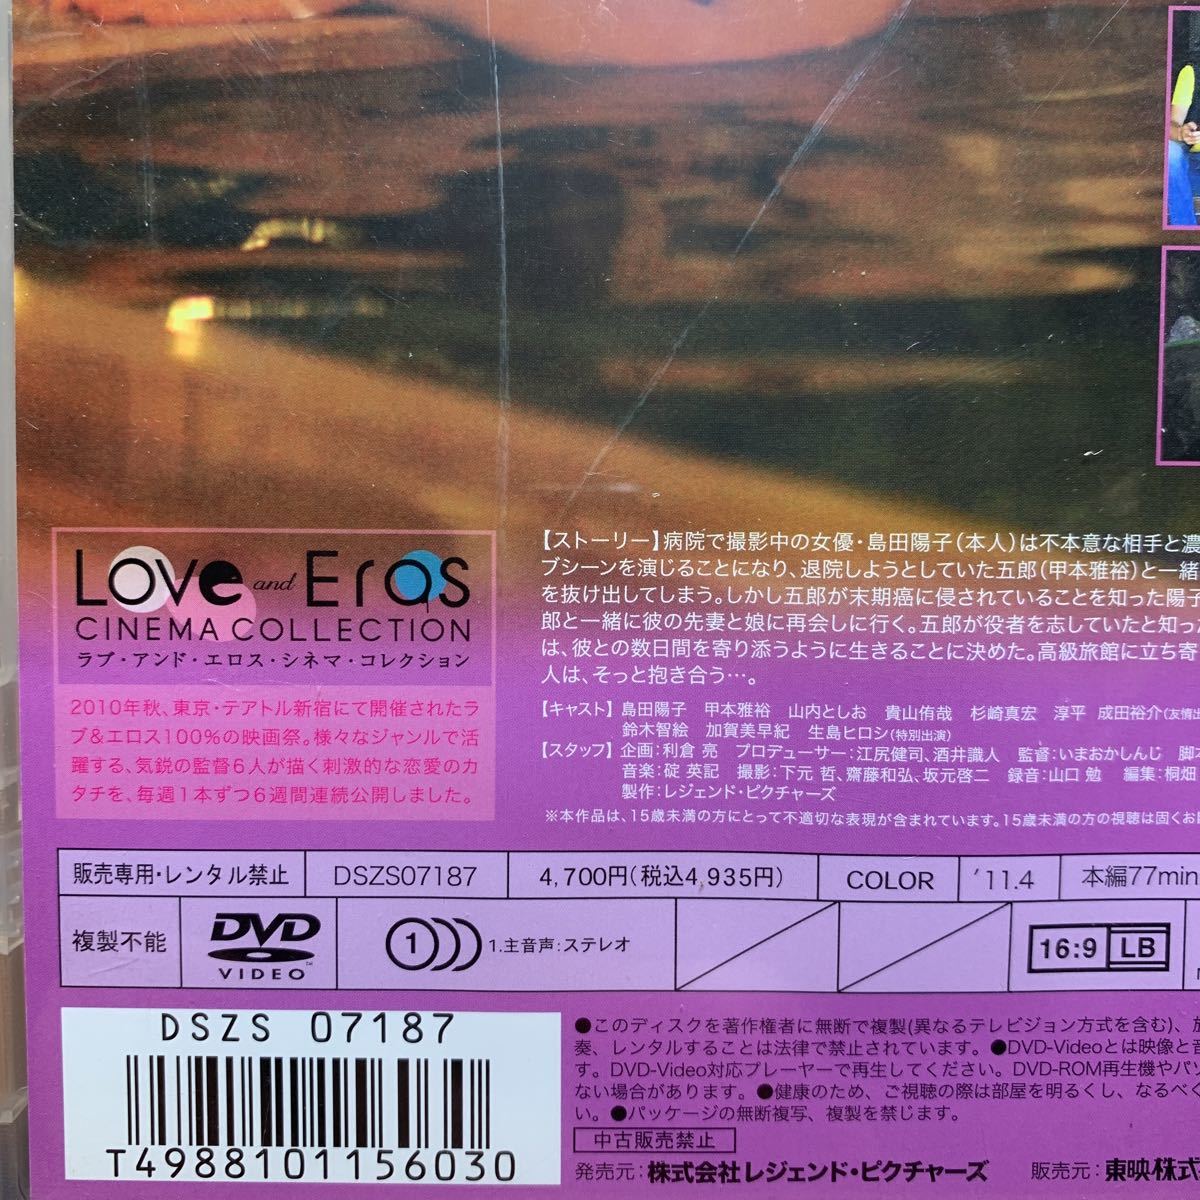 Love and Eros
CINEMA COLLECTION
ラブ・アンド・エロス・シネマ・コレクション
2010年秋、東京・テアトル新宿にて開催されたラ
ブ&エロス100%の映画祭。様々なジャンルで活
躍する、気鋭の監督6人が描く刺激的な恋愛のカ
タチを、毎週1本ずつ6週間連続公開しました。
【ストーリー】病院で撮影中の女優・島田陽子(本人)は不本意な相手と濃
ブシーンを演じることになり、退院しようとしていた五郎(甲本雅裕)と一緒
を抜け出してしまう。しかし五郎が末期癌に侵されていることを知った陽子
郎と一緒に彼の先妻と娘に再会しに行く。五郎が役者を志していたと知った
は、彼との数日間を寄り添うように生きることに決めた。高級旅館に立ち寄
人は、そっと抱き合う…。
【キャスト】島田陽子 甲本雅裕 山内としお 貴山侑哉 杉崎真宏 淳平 成田裕介(友情出
鈴木智絵 加賀美早紀 生島ヒロシ(特別出演)
【スタッフ】企画:利倉 亮 プロデューサー:江尻健司、酒井識人 監督:いまおかしんじ 脚本
音楽:碇 英記 撮影:下元 哲、齋藤和弘、坂元啓二 録音:山口 勉 編集:桐畑
製作:レジェンド・ピクチャーズ
※本作品は、15歳未満の方にとって不適切な表現が含まれています。15歳未満の方の視聴は固くお
販売専用・レンタル禁止 DSZS07187 4,700円(税込4,935円) COLOR '11.4 本編77min
複製不能 DVD VIDEO ™ 1 1.主音声:ステレオ 16:9 LB
DSZS 07187
T4988101156030
●このディスクを著作権者に無断で複製(異なるテレビジョン方式を含む)、放
奏、レンタルすることは法律で禁止されています。●DVD-Videoとは映像と音
す。DVD-Video対応プレーヤーで再生してください。DVD-ROM再生機やパソ
ない場合があります。●健康のため、ご視聴の際は部屋を明るくし、なるべく
い。●パッケージの無断複写、複製を禁じます。
中古販売禁止
発売元:株式会社レジェンド・ピクチャーズ 販売元:東映株式